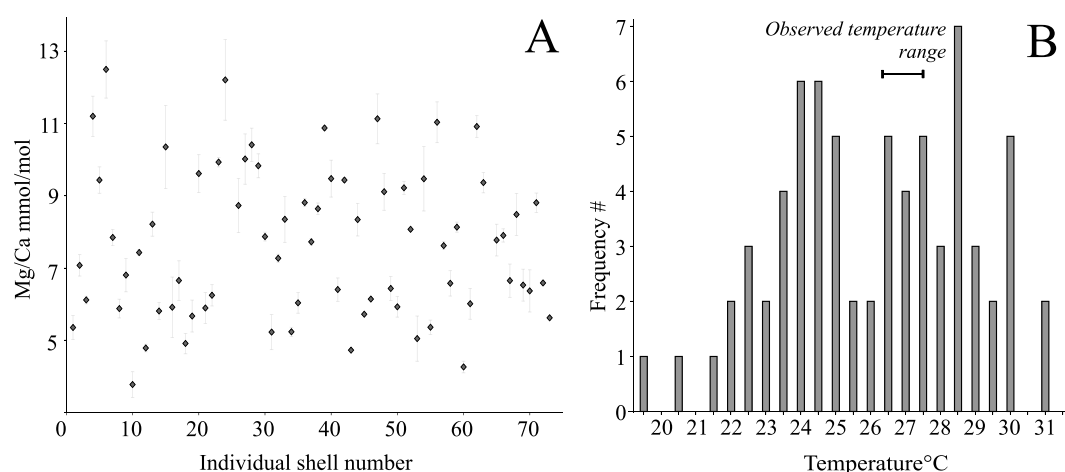 A
13
11
9
7
5
Mg/Ca mmol/mol
0 10 20 30 40 50 60 70
Individual shell number
B
Observed temperature
range
7
6
5
4
3
2
1
0
Frequency #
20 21 22 23 24 25 26 27 28 29 30 31
Temperature°C